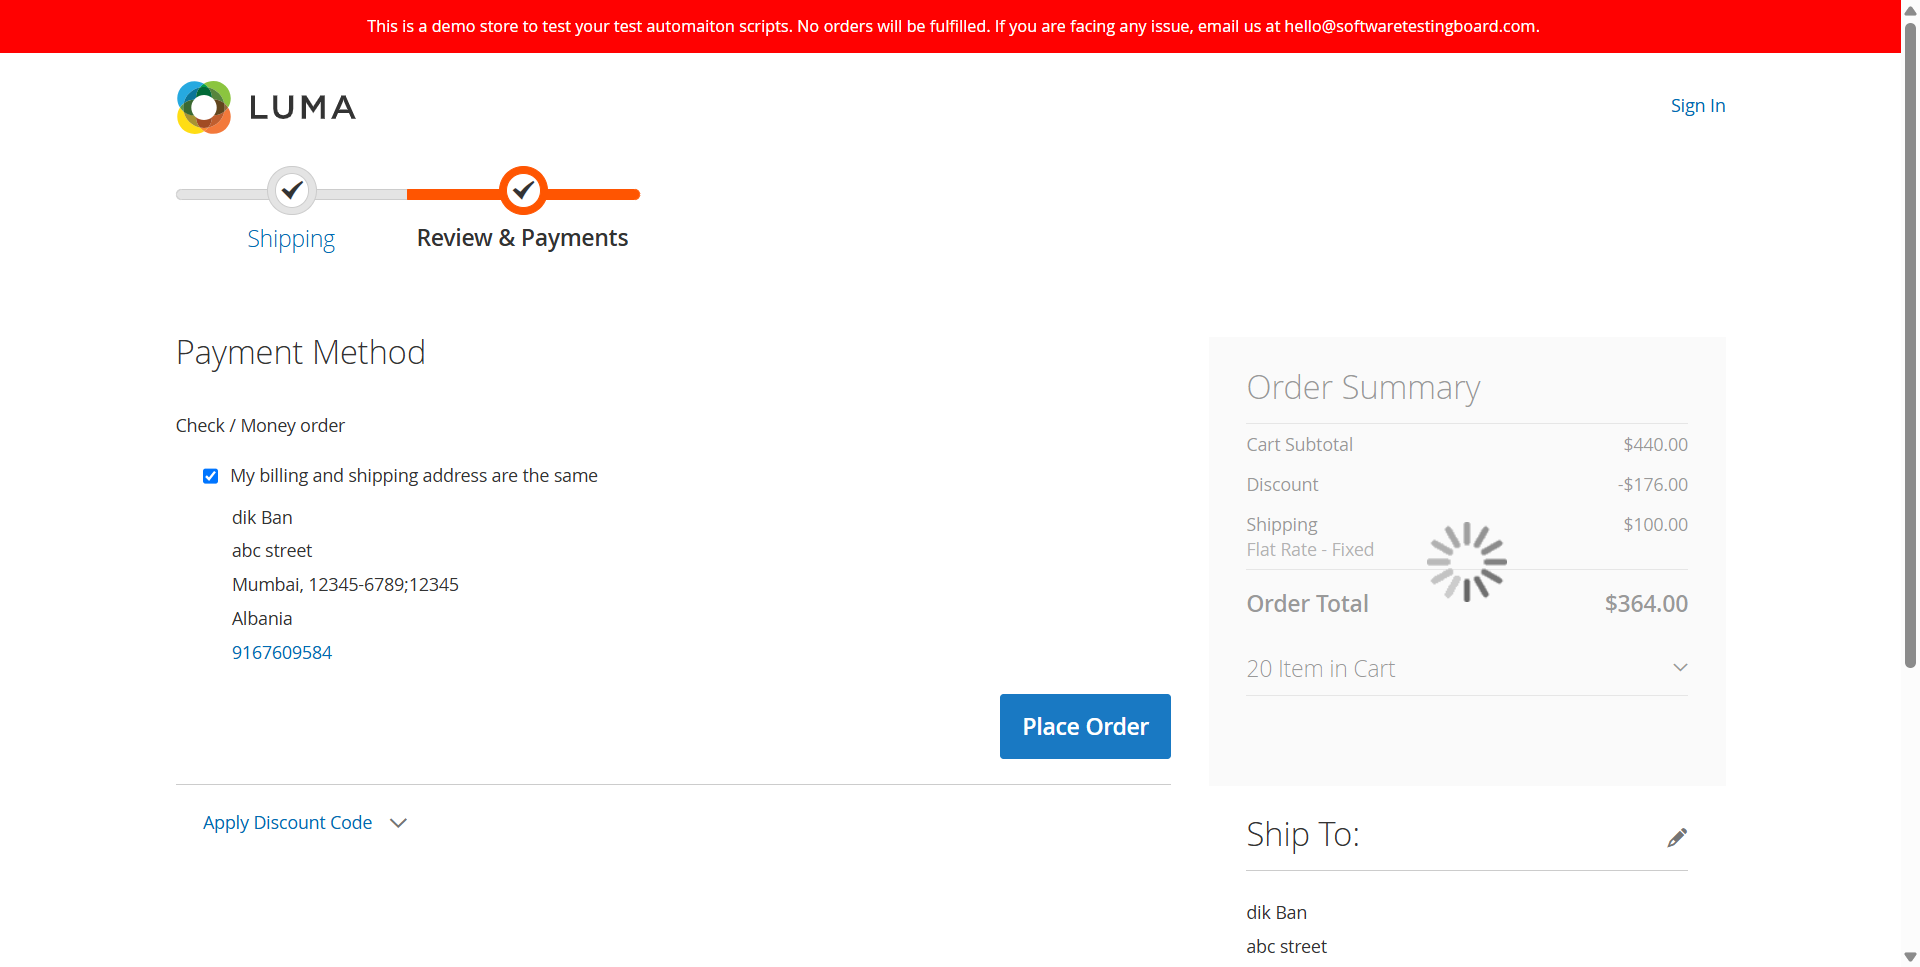 This is a demo store to test your test automaiton scripts. No orders will be fulfilled. If you are facing any issue, email us at hello@softwaretestingboard.com.
LUMA
Sign In
Shipping
Review & Payments
Payment Method
Check / Money order
My billing and shipping address are the same
dik Ban
abc street
Mumbai, 12345-6789;12345
Albania
9167609584
Place Order
Apply Discount Code
Order Summary
Cart Subtotal $440.00
Discount -$176.00
Shipping $100.00
Flat Rate - Fixed
Order Total $364.00
20 Item in Cart
Ship To:
dik Ban
abc street